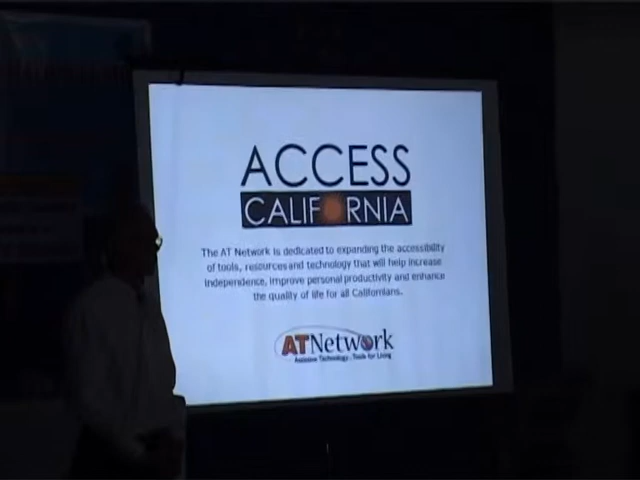 ACCESS
CALIFORNIA
The AT Network is dedicated to expanding the accessibility
of tools, resources and technology that will help increase
independence, improve personal productivity and enhance
the quality of life for all Californians.
ATNetwork
Assistive Technology. Tools for Living